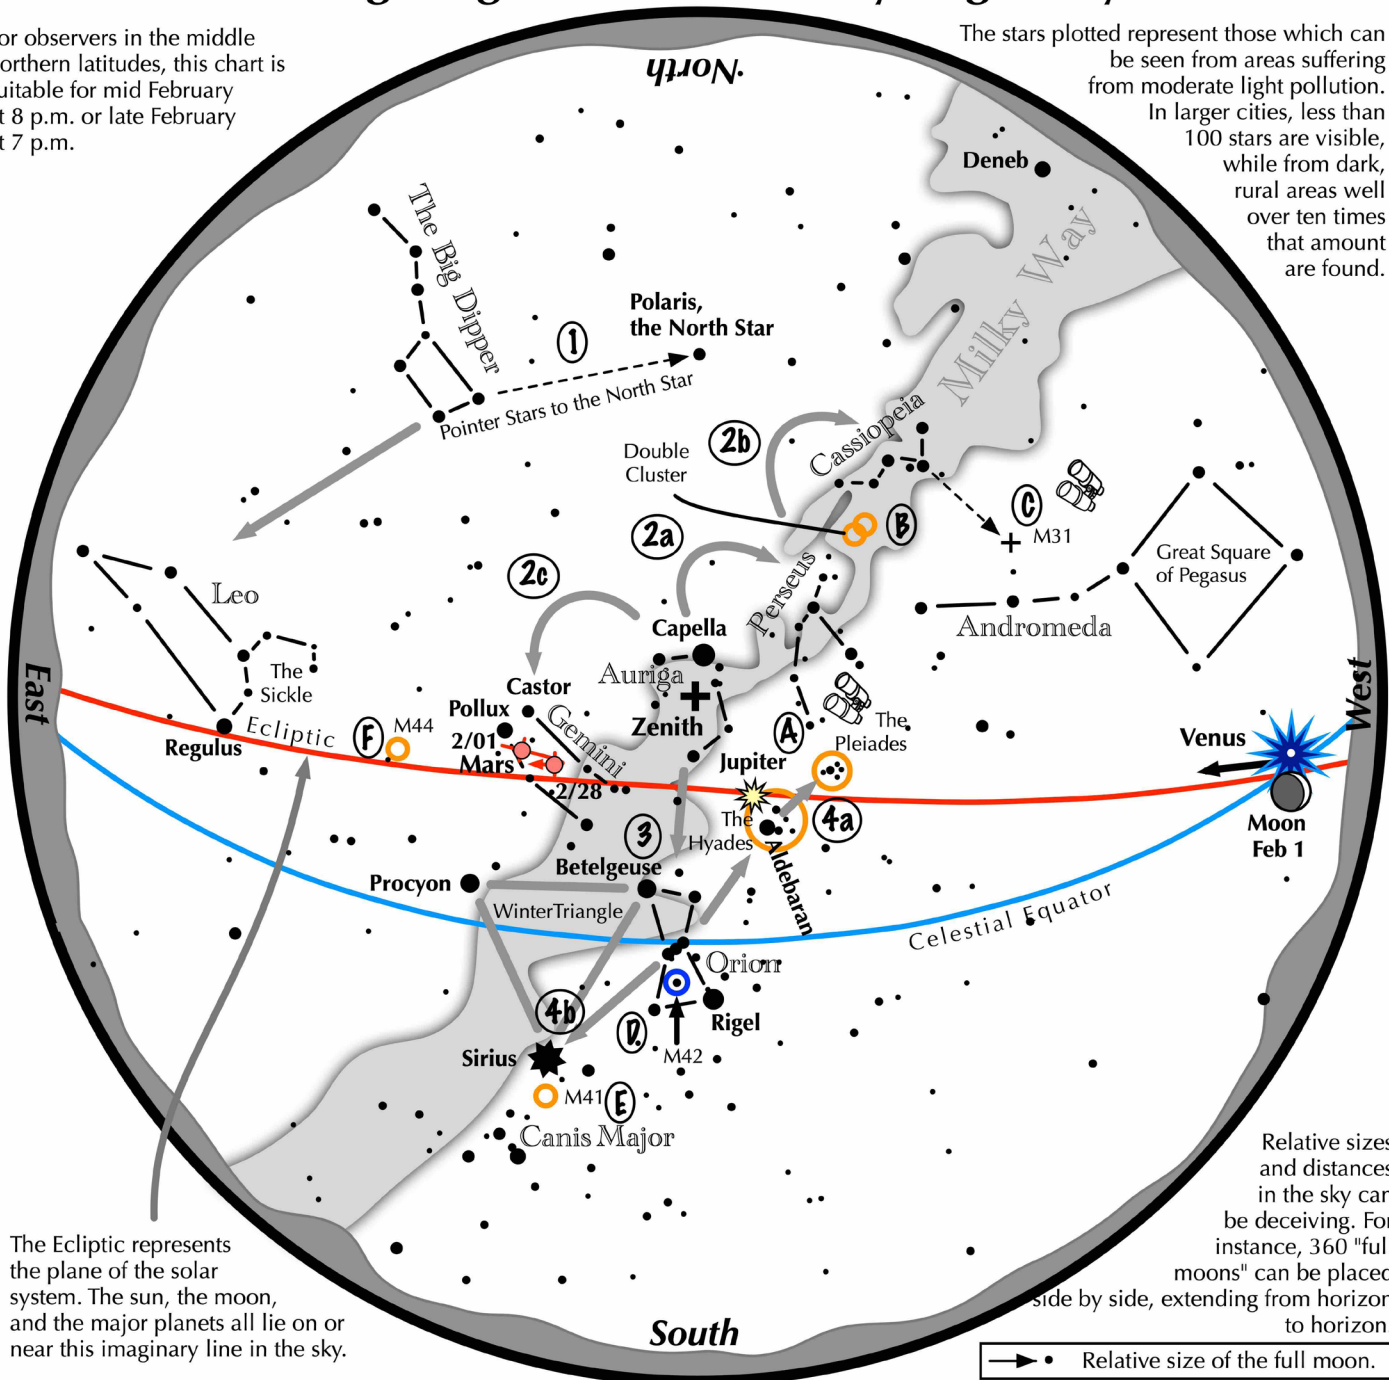 or observers in the middle
orthern latitudes, this chart is
uitable for mid February
t 8 p.m. or late February
t 7 p.m.
The stars plotted represent those which can
be seen from areas suffering
from moderate light pollution.
In larger cities, less than
100 stars are visible,
while from dark,
rural areas well
over ten times
that amount
are found.
North
Deneb
Milky Way
The Big Dipper
Polaris,
the North Star
1
Pointer Stars to the North Star
2b
Cassiopeia
Double
Cluster
B
C
M31
2a
2c
Great Square
of Pegasus
Perseus
Andromeda
Leo
The
Sickle
Regulus
East
West
Ecliptic
F
M44
Capella
Auriga
Zenith
Castor
Pollux
Gemini
2/01
Mars
2/28
A
The
Pleiades
Jupiter
The
Hyades
Aldebaran
4a
Venus
Moon
Feb 1
3
Betelgeuse
Procyon
Winter Triangle
Celestial Equator
Orion
4b
D
Rigel
M42
Sirius
M41
E
Canis Major
The Ecliptic represents
the plane of the solar
system. The sun, the moon,
and the major planets all lie on or
near this imaginary line in the sky.
South
Relative sizes
and distances
in the sky can
be deceiving. For
instance, 360 "full
moons" can be placed
side by side, extending from horizon
to horizon.
Relative size of the full moon.